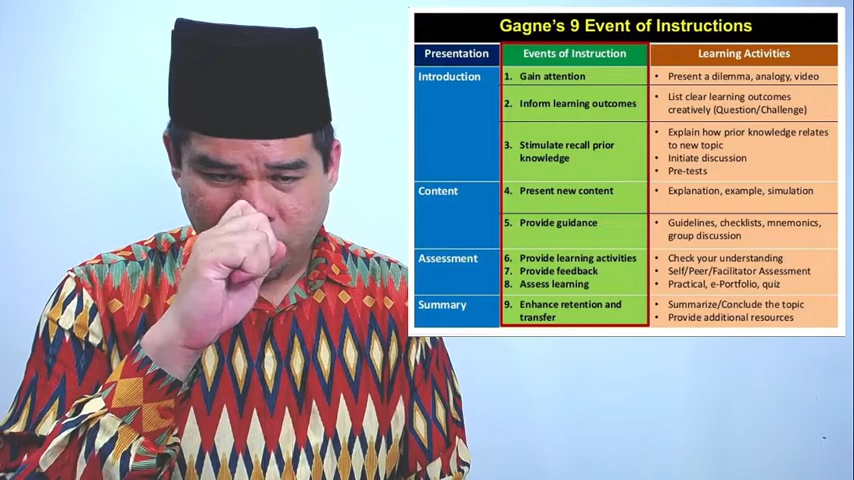 Gagne's 9 Event of Instructions
Presentation
Events of Instruction
Learning Activities
Introduction
1. Gain attention
• Present a dilemma, analogy, video
2. Inform learning outcomes
• List clear learning outcomes
creatively (Question/Challenge)
3. Stimulate recall prior
knowledge
• Explain how prior knowledge relates
to new topic
• Initiate discussion
• Pre-tests
Content
4. Present new content
• Explanation, example, simulation
5. Provide guidance
• Guidelines, checklists, mnemonics,
group discussion
Assessment
6. Provide learning activities
7. Provide feedback
8. Assess learning
• Check your understanding
• Self/Peer/Facilitator Assessment
• Practical, e-Portfolio, quiz
Summary
9. Enhance retention and
transfer
• Summarize/Conclude the topic
• Provide additional resources